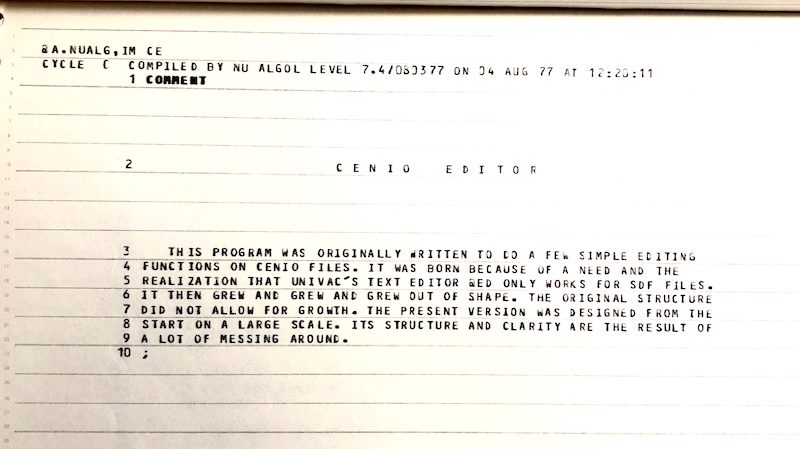 @A.NUALG,IM CE
CYCLE 0 COMPILED BY NU ALGOL LEVEL 7.4/080377 ON 04 AUG 77 AT 12:20:11
1 COMMENT
2 CENIO EDITOR
3 THIS PROGRAM WAS ORIGINALLY WRITTEN TO DO A FEW SIMPLE EDITING
4 FUNCTIONS ON CENIO FILES. IT WAS BORN BECAUSE OF A NEED AND THE
5 REALIZATION THAT UNIVAC'S TEXT EDITOR @ED ONLY WORKS FOR SDF FILES.
6 IT THEN GREW AND GREW AND GREW OUT OF SHAPE. THE ORIGINAL STRUCTURE
7 DID NOT ALLOW FOR GROWTH. THE PRESENT VERSION WAS DESIGNED FROM THE
8 START ON A LARGE SCALE. ITS STRUCTURE AND CLARITY ARE THE RESULT OF
9 A LOT OF MESSING AROUND.
10 ;